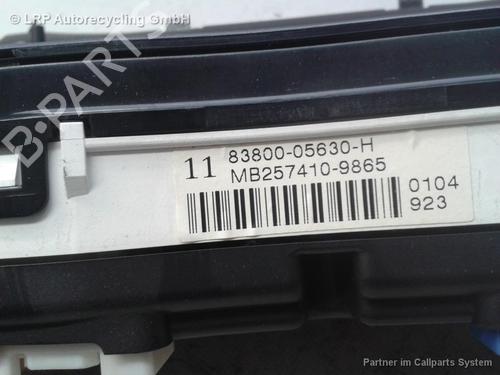 LRP Autorecycling GmbH
B-PARTS
11 83800-05630-H
MB257410-9865
0104
923
Partner im Callparts System